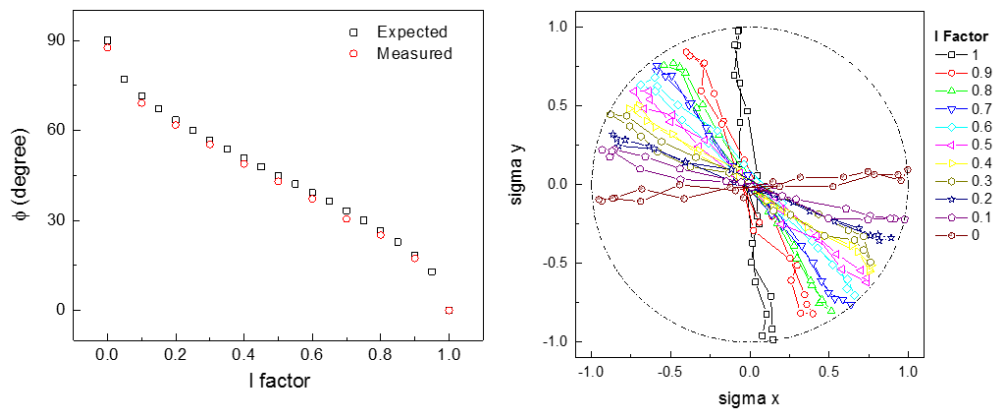 Expected
Measured
90
60
30
0
ϕ (degree)
0.0 0.2 0.4 0.6 0.8 1.0
I factor
1.0
0.5
0.0
-0.5
-1.0
sigma y
-1.0 -0.5 0.0 0.5 1.0
sigma x
I Factor
1
0.9
0.8
0.7
0.6
0.5
0.4
0.3
0.2
0.1
0